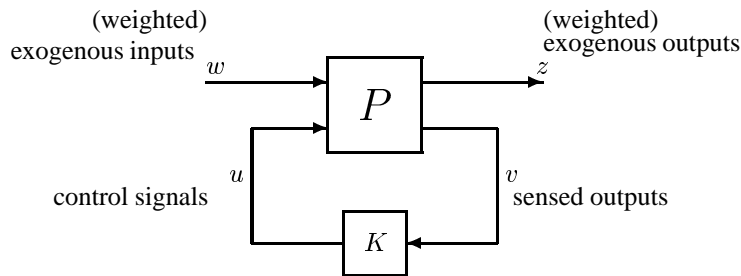 (weighted)
exogenous inputs
w
(weighted)
exogenous outputs
z
P
u
v
control signals
sensed outputs
K